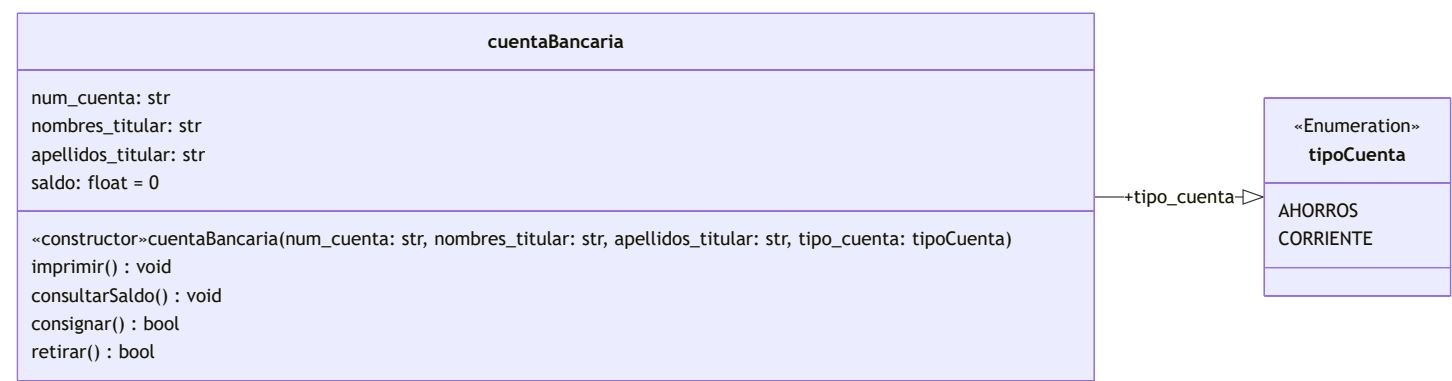 cuentaBancaria
num_cuenta: str
nombres_titular: str
apellidos_titular: str
saldo: float = 0
«constructor»cuentaBancaria(num_cuenta: str, nombres_titular: str, apellidos_titular: str, tipo_cuenta: tipoCuenta)
imprimir() : void
consultarSaldo() : void
consignar() : bool
retirar() : bool
+tipo_cuenta
«Enumeration»
tipoCuenta
AHORROS
CORRIENTE